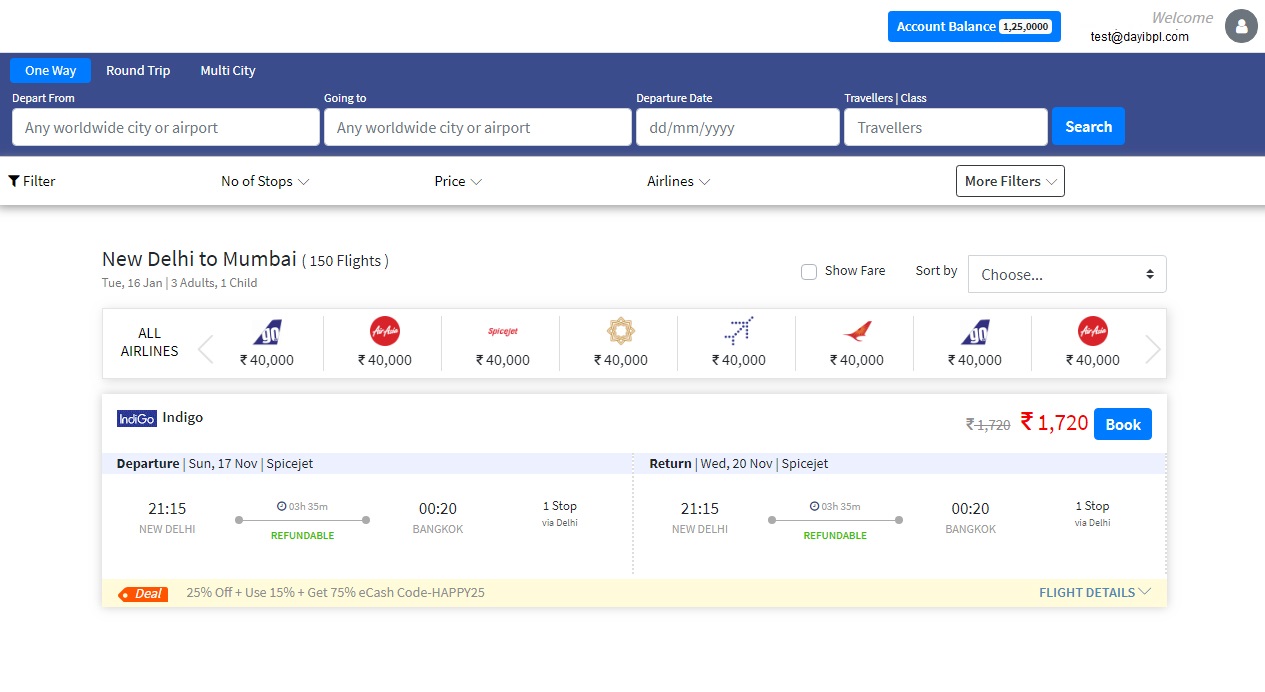 Account Balance 1,25,0000
Welcome
test@dayibpl.com
One Way Round Trip Multi City
Depart From Going to Departure Date Travellers | Class
Any worldwide city or airport Any worldwide city or airport dd/mm/yyyy Travellers Search
Filter No of Stops Price Airlines More Filters
New Delhi to Mumbai ( 150 Flights )
Tue, 16 Jan | 3 Adults, 1 Child
Show Fare Sort by Choose...
ALL
AIRLINES
go AirAsia Spicejet go AirAsia
₹ 40,000 ₹ 40,000 ₹ 40,000 ₹ 40,000 ₹ 40,000 ₹ 40,000 ₹ 40,000 ₹ 40,000
IndiGo Indigo ₹ 1,720 ₹ 1,720 Book
Departure | Sun, 17 Nov | Spicejet Return | Wed, 20 Nov | Spicejet
21:15 03h 35m 00:20 1 Stop 21:15 03h 35m 00:20 1 Stop
NEW DELHI REFUNDABLE BANGKOK via Delhi NEW DELHI REFUNDABLE BANGKOK via Delhi
Deal 25% Off + Use 15% + Get 75% eCash Code-HAPPY25 FLIGHT DETAILS